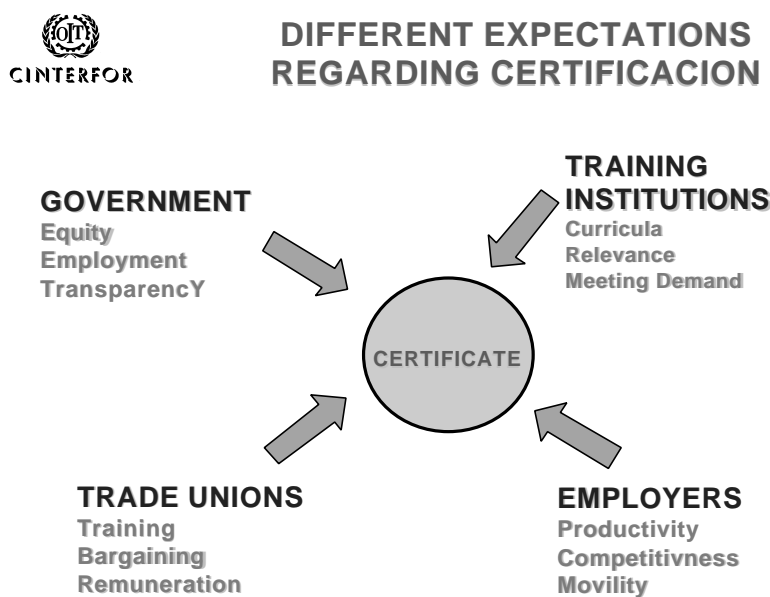 OIT
CINTERFOR
DIFFERENT EXPECTATIONS
REGARDING CERTIFICACION
GOVERNMENT
Equity
Employment
TransparencY
TRAINING
INSTITUTIONS
Curricula
Relevance
Meeting Demand
CERTIFICATE
TRADE UNIONS
Training
Bargaining
Remuneration
EMPLOYERS
Productivity
Competitivness
Movility